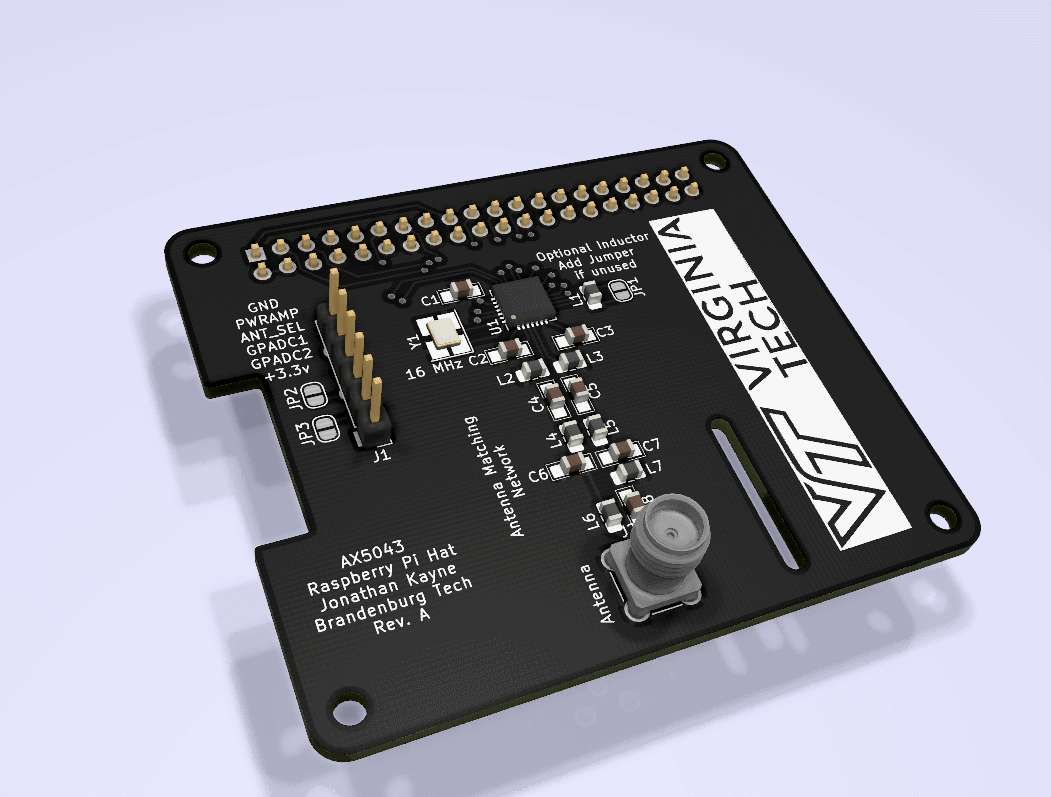 Optional Inductor
Add Jumper
if unused
GND
PWRAMP
ANT_SEL
GPADC1
GPADC2
+3.3v
JP2
JP3
J1
C1
U1
L1
JP1
Y1
16 MHz
C2
C3
L2
L3
C4
C5
L4
L5
C6
C7
L7
L6
Antenna Matching
Network
Antenna
AX5043
Raspberry Pi Hat
Jonathan Kayne
Brandenburg Tech
Rev. A
VIRGINIA
TECH
VT